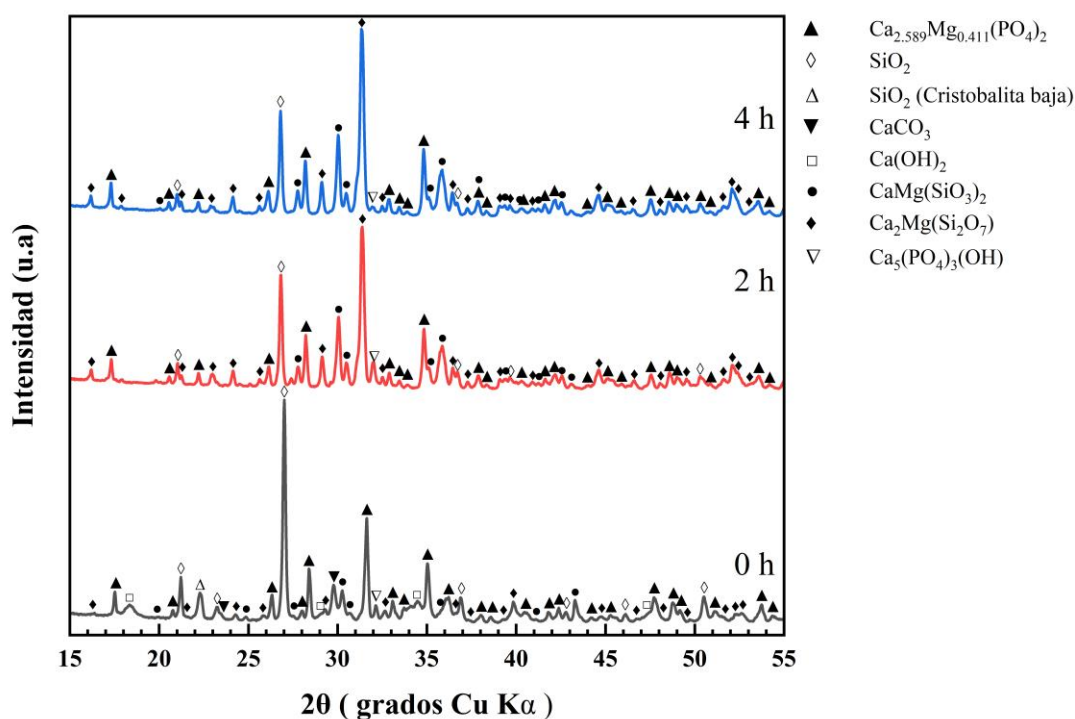 Intensidad (u.a)
4 h
2 h
0 h
15 20 25 30 35 40 45 50 55
2θ ( grados Cu Kα )
Ca2.589Mg0.411(PO4)2
SiO2
SiO2 (Cristobalita baja)
CaCO3
Ca(OH)2
CaMg(SiO3)2
Ca2Mg(Si2O7)
Ca5(PO4)3(OH)